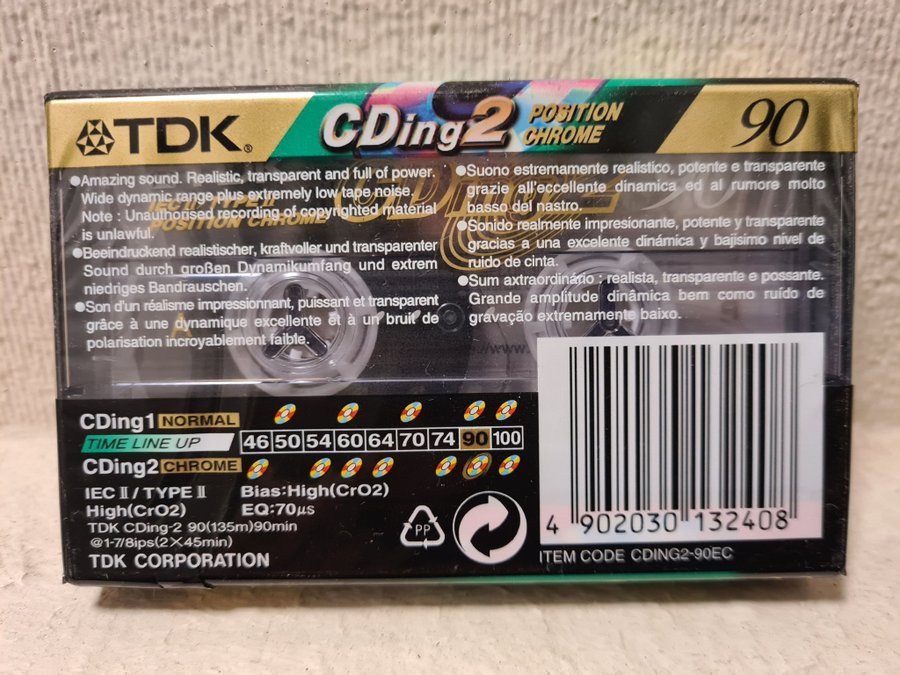 TDK®
CDing2
POSITION
CHROME
90
●Amazing sound. Realistic, transparent and full of power.
Wide dynamic range plus extremely low tape noise.
Note : Unauthorised recording of copyrighted material
is unlawful.
●Beeindruckend realistischer, kraftvoller und transparenter
Sound durch großen Dynamikumfang und extrem
niedriges Bandrauschen.
●Son d'un réalisme impressionnant, puissant et transparent
grâce à une dynamique excellente et à un bruit de
polarisation incroyablement faible.
●Suono estremamente realistico, potente e transparente
grazie all'eccellente dinamica ed al rumore molto
basso del nastro.
●Sonido realmente impresionante, potente y transparente
gracias a una excelente dinámica y bajisimo nivel de
ruido de cinta.
●Sum axtraordinário : realista, transparente e possante.
Grande amplitude dinâmica bem como ruído de
gravação extremamente baixo.
POSITION CHROME
90
A
CDing1 NORMAL
TIME LINE UP 46 50 54 60 64 70 74 90 100
CDing2 CHROME
IEC II / TYPE II
High(CrO2)
Bias:High(CrO2)
EQ:70µs
TDK CDing-2 90(135m)90min
@1-7/8ips(2×45min)
TDK CORPORATION
PP
4 902030 132408
ITEM CODE CDING2-90EC